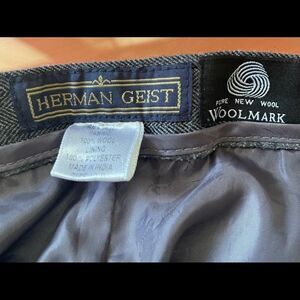 HERMAN GEIST
PURE NEW WOOL
WOOLMARK
100% WOOL
LINING
100% POLYESTER
MADE IN INDIA